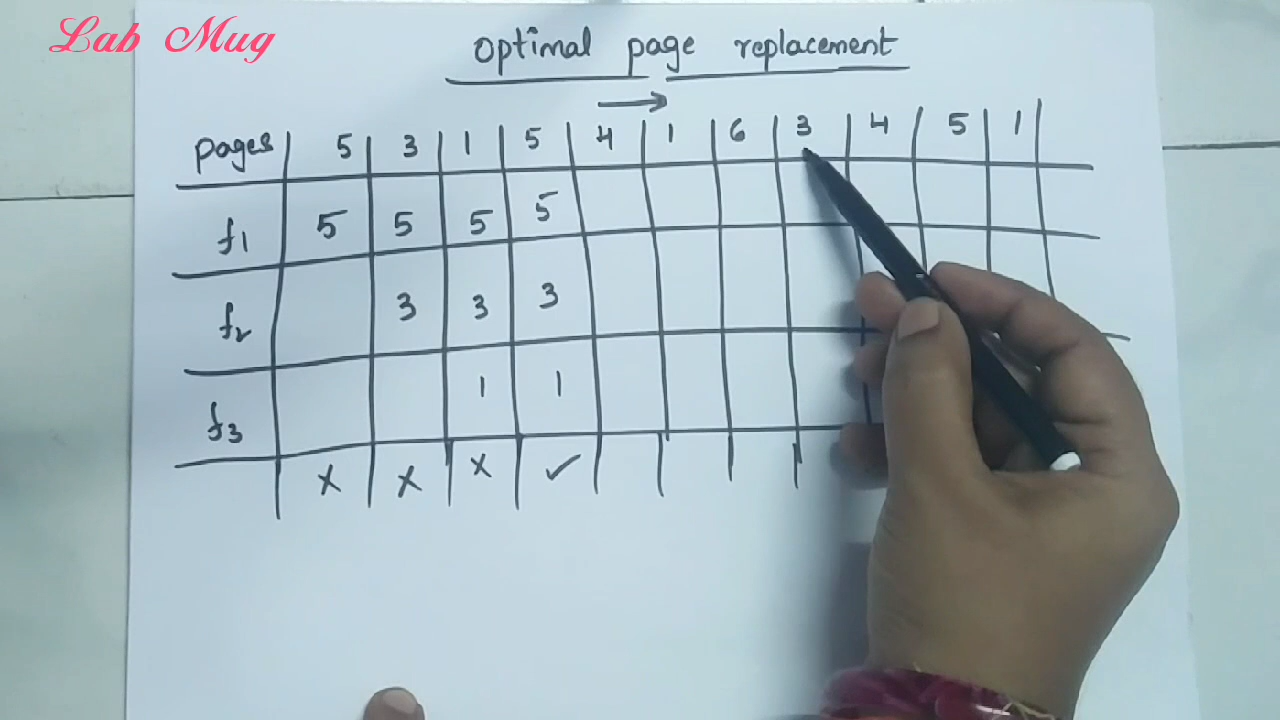 Lab Mug
Optimal page replacement
→
pages 5 3 1 5 4 1 6 3 4 5 1
f1 5 5 5 5
f2 3 3 3
f3 1 1
x x x ✓